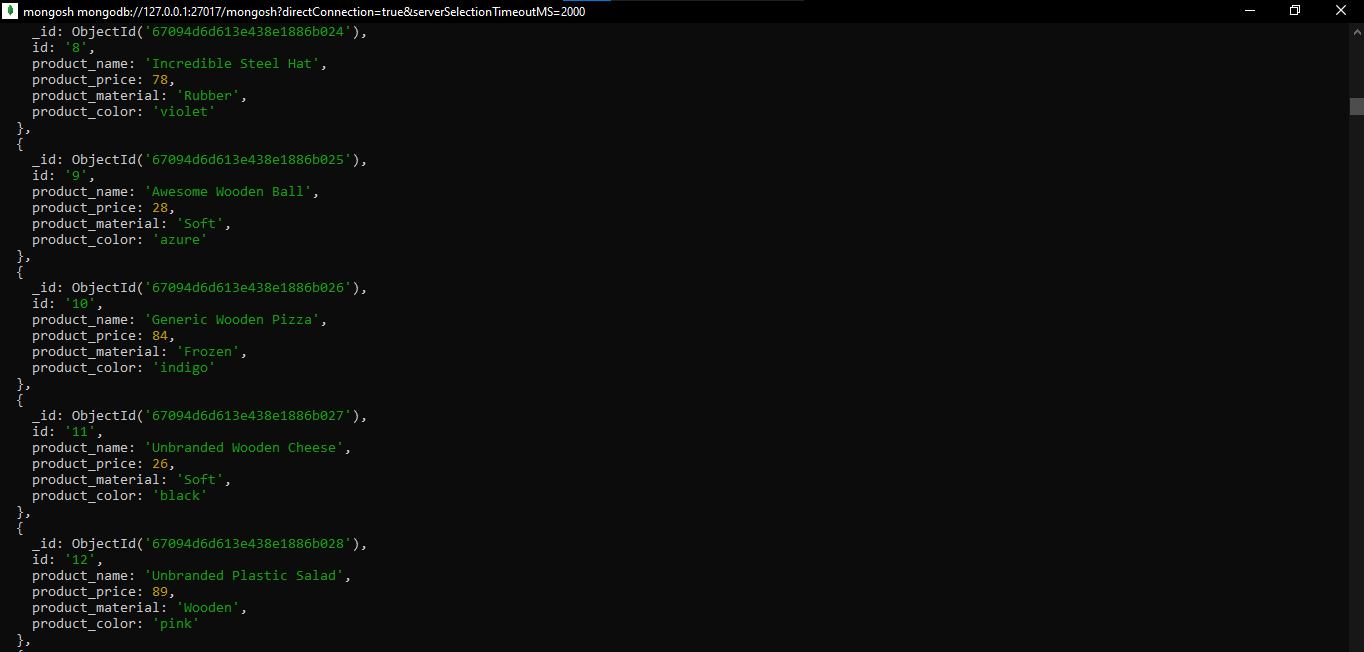 mongosh mongodb://127.0.0.1:27017/mongosh?directConnection=true&serverSelectionTimeoutMS=2000
_id: ObjectId('67094d6d613e438e1886b024'),
id: '8',
product_name: 'Incredible Steel Hat',
product_price: 78,
product_material: 'Rubber',
product_color: 'violet'
},
{
_id: ObjectId('67094d6d613e438e1886b025'),
id: '9',
product_name: 'Awesome Wooden Ball',
product_price: 28,
product_material: 'Soft',
product_color: 'azure'
},
{
_id: ObjectId('67094d6d613e438e1886b026'),
id: '10',
product_name: 'Generic Wooden Pizza',
product_price: 84,
product_material: 'Frozen',
product_color: 'indigo'
},
{
_id: ObjectId('67094d6d613e438e1886b027'),
id: '11',
product_name: 'Unbranded Wooden Cheese',
product_price: 26,
product_material: 'Soft',
product_color: 'black'
},
{
_id: ObjectId('67094d6d613e438e1886b028'),
id: '12',
product_name: 'Unbranded Plastic Salad',
product_price: 89,
product_material: 'Wooden',
product_color: 'pink'
},
{